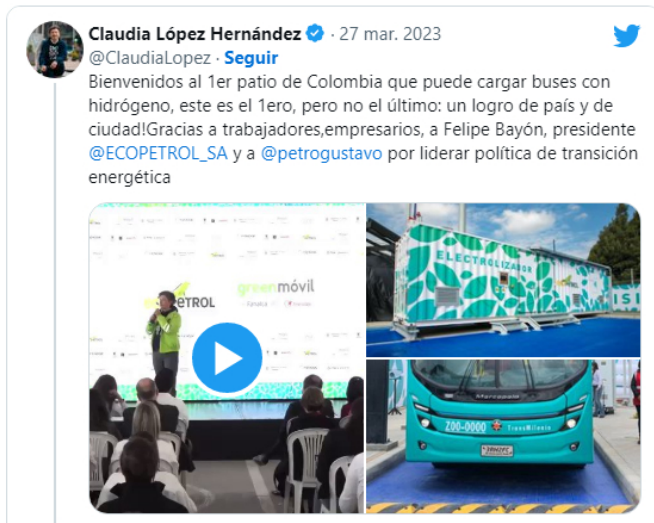 Claudia López Hernández · 27 mar. 2023
@ClaudiaLopez · Seguir
Bienvenidos al 1er patio de Colombia que puede cargar buses con
hidrógeno, este es el 1ero, pero no el último: un logro de país y de
ciudad!Gracias a trabajadores,empresarios, a Felipe Bayón, presidente
@ECOPETROL_SA y a @petrogustavo por liderar política de transición
energética
ELECTROLIZADOR
greenmóvil
PETROL
Marcopolo
Z00-0000 TransMilenio